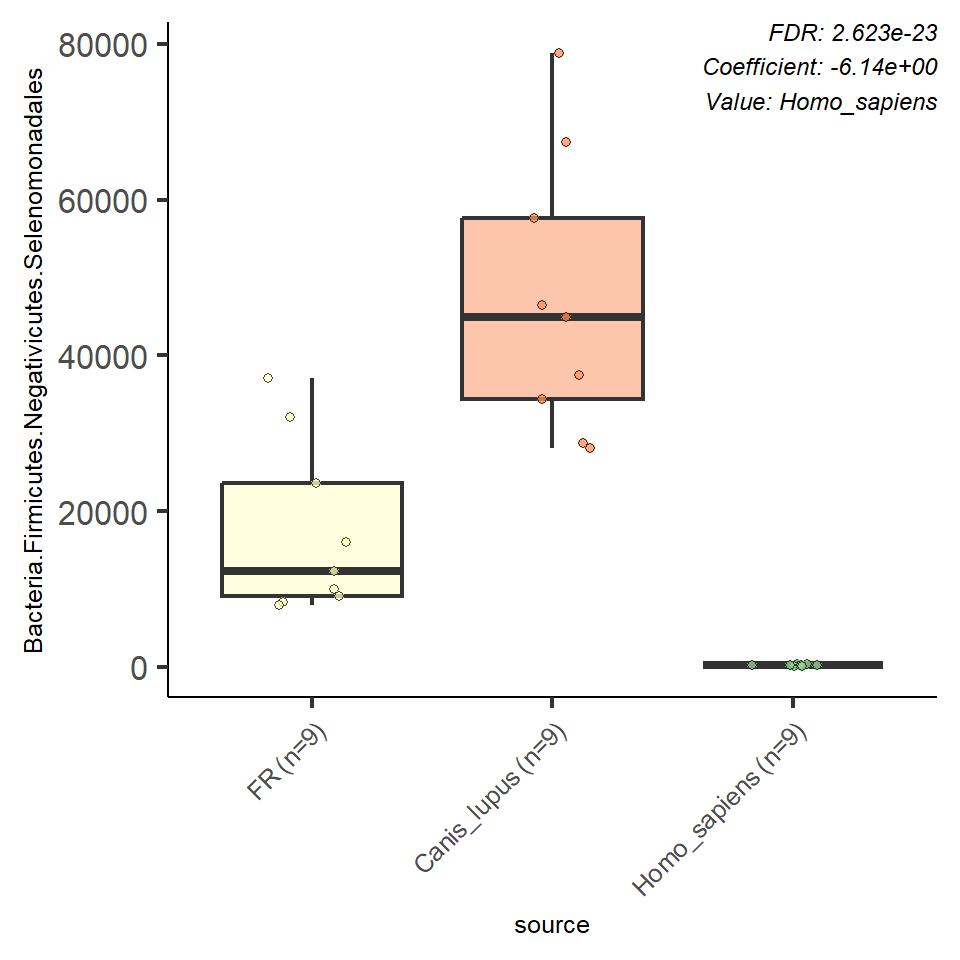 FDR: 2.623e-23
Coefficient: -6.14e+00
Value: Homo_sapiens
Bacteria.Firmicutes.Negativicutes.Selenomonadales
80000
60000
40000
20000
0
FR (n=9)
Canis_lupus (n=9)
Homo_sapiens (n=9)
source